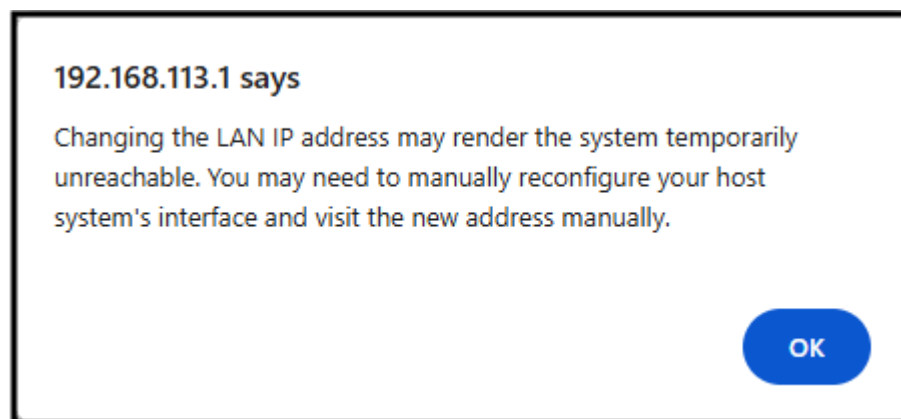 192.168.113.1 says
Changing the LAN IP address may render the system temporarily
unreachable. You may need to manually reconfigure your host
system's interface and visit the new address manually.
OK